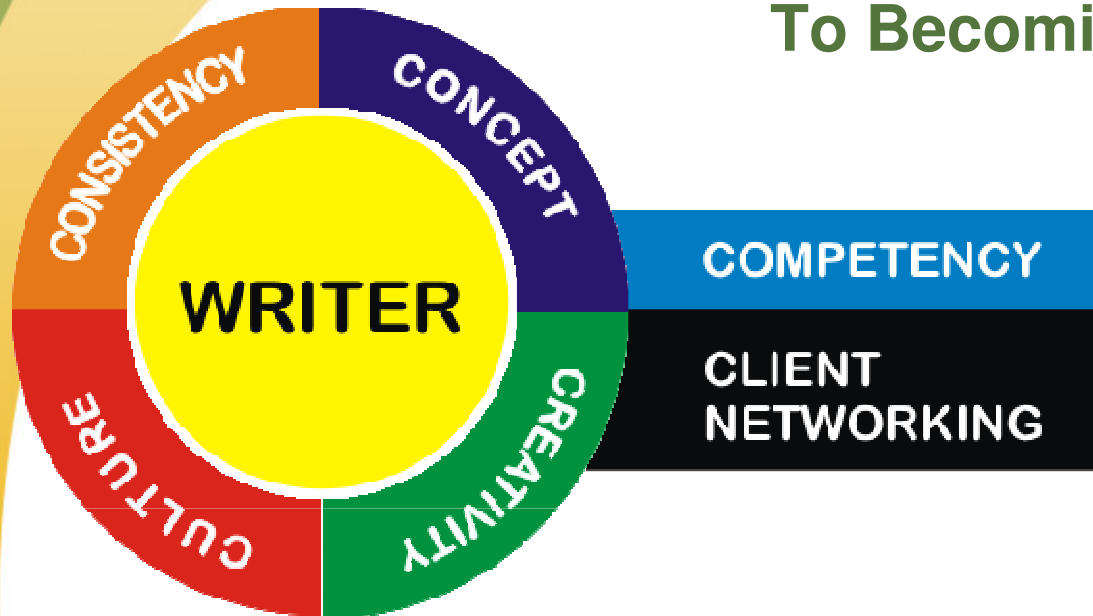 To Becomi
CONSISTENCY
CONCEPT
WRITER
COMPETENCY
CLIENT
NETWORKING
CULTURE
CREATIVITY